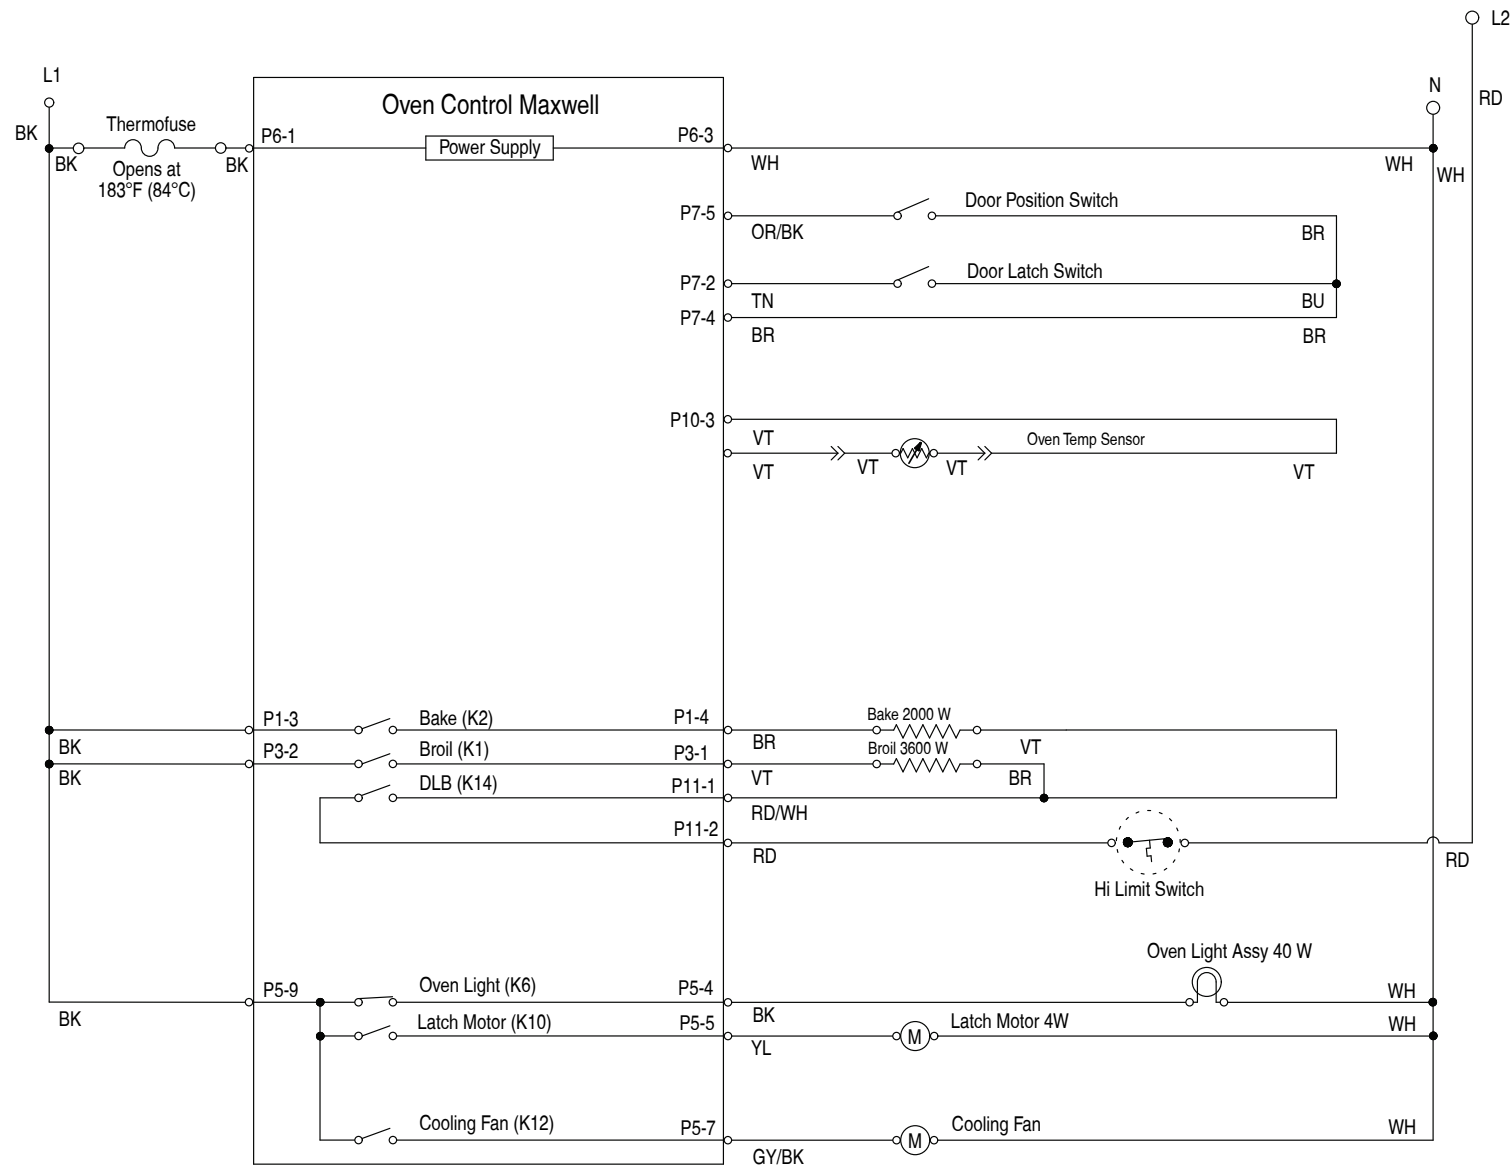 L2
L1
N
RD
Oven Control Maxwell
BK
Thermofuse
P6-1
Power Supply
P6-3
BK
Opens at
183°F (84°C)
BK
WH
WH
WH
P7-5
Door Position Switch
OR/BK
BR
P7-2
Door Latch Switch
TN
BU
P7-4
BR
BR
P10-3
VT
Oven Temp Sensor
VT
VT
VT
VT
P1-3
Bake (K2)
P1-4
Bake 2000 W
BK
BR
VT
P3-2
Broil (K1)
P3-1
Broil 3600 W
BK
VT
BR
DLB (K14)
P11-1
RD/WH
P11-2
RD
RD
Hi Limit Switch
Oven Light Assy 40 W
P5-9
Oven Light (K6)
P5-4
WH
BK
BK
Latch Motor (K10)
P5-5
M
Latch Motor 4W
WH
YL
Cooling Fan (K12)
P5-7
M
Cooling Fan
WH
GY/BK